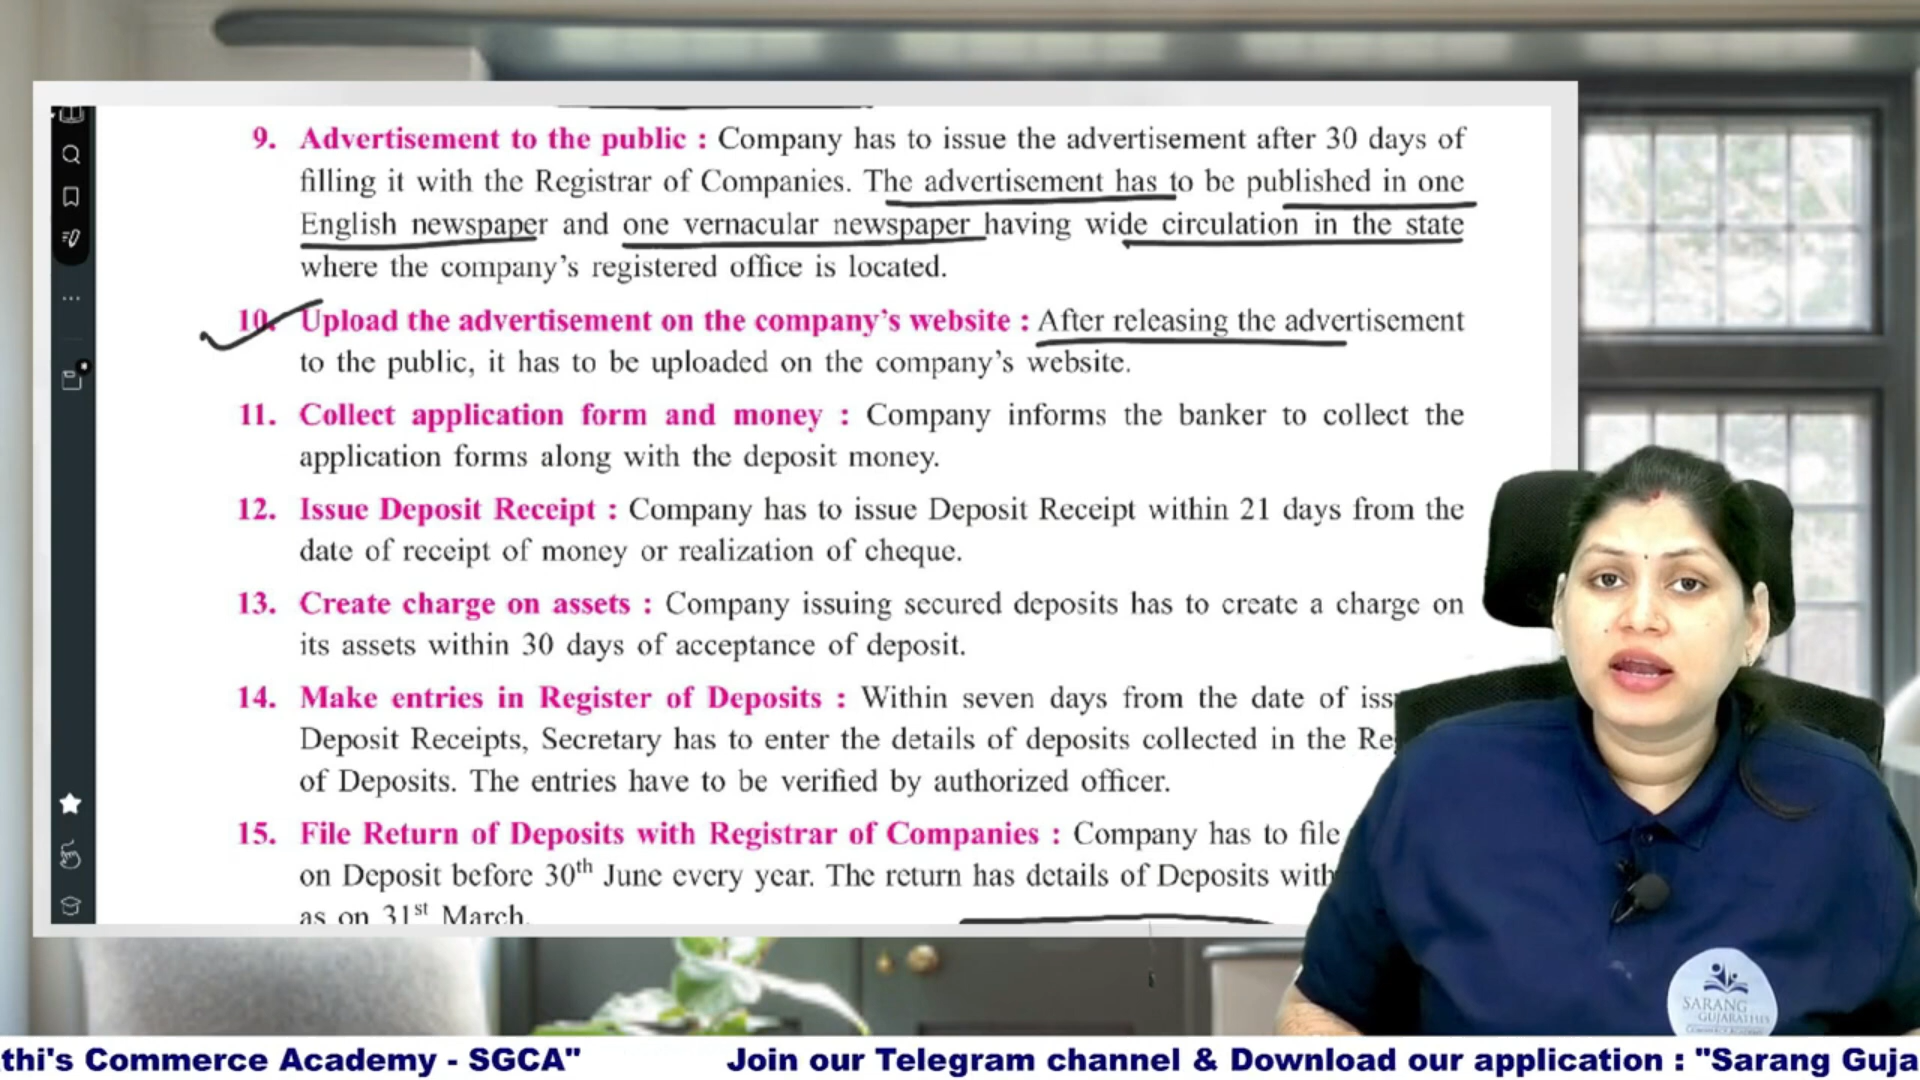 9. Advertisement to the public : Company has to issue the advertisement after 30 days of
filling it with the Registrar of Companies. The advertisement has to be published in one
English newspaper and one vernacular newspaper having wide circulation in the state
where the company's registered office is located.
10. Upload the advertisement on the company's website : After releasing the advertisement
to the public, it has to be uploaded on the company's website.
11. Collect application form and money : Company informs the banker to collect the
application forms along with the deposit money.
12. Issue Deposit Receipt : Company has to issue Deposit Receipt within 21 days from the
date of receipt of money or realization of cheque.
13. Create charge on assets : Company issuing secured deposits has to create a charge on
its assets within 30 days of acceptance of deposit.
14. Make entries in Register of Deposits : Within seven days from the date of iss
Deposit Receipts, Secretary has to enter the details of deposits collected in the Re
of Deposits. The entries have to be verified by authorized officer.
15. File Return of Deposits with Registrar of Companies : Company has to file
on Deposit before 30th June every year. The return has details of Deposits with
as on 31st March.
SARANG
GUJARATHI'S
thi's Commerce Academy - SGCA" Join our Telegram channel & Download our application : "Sarang Guja